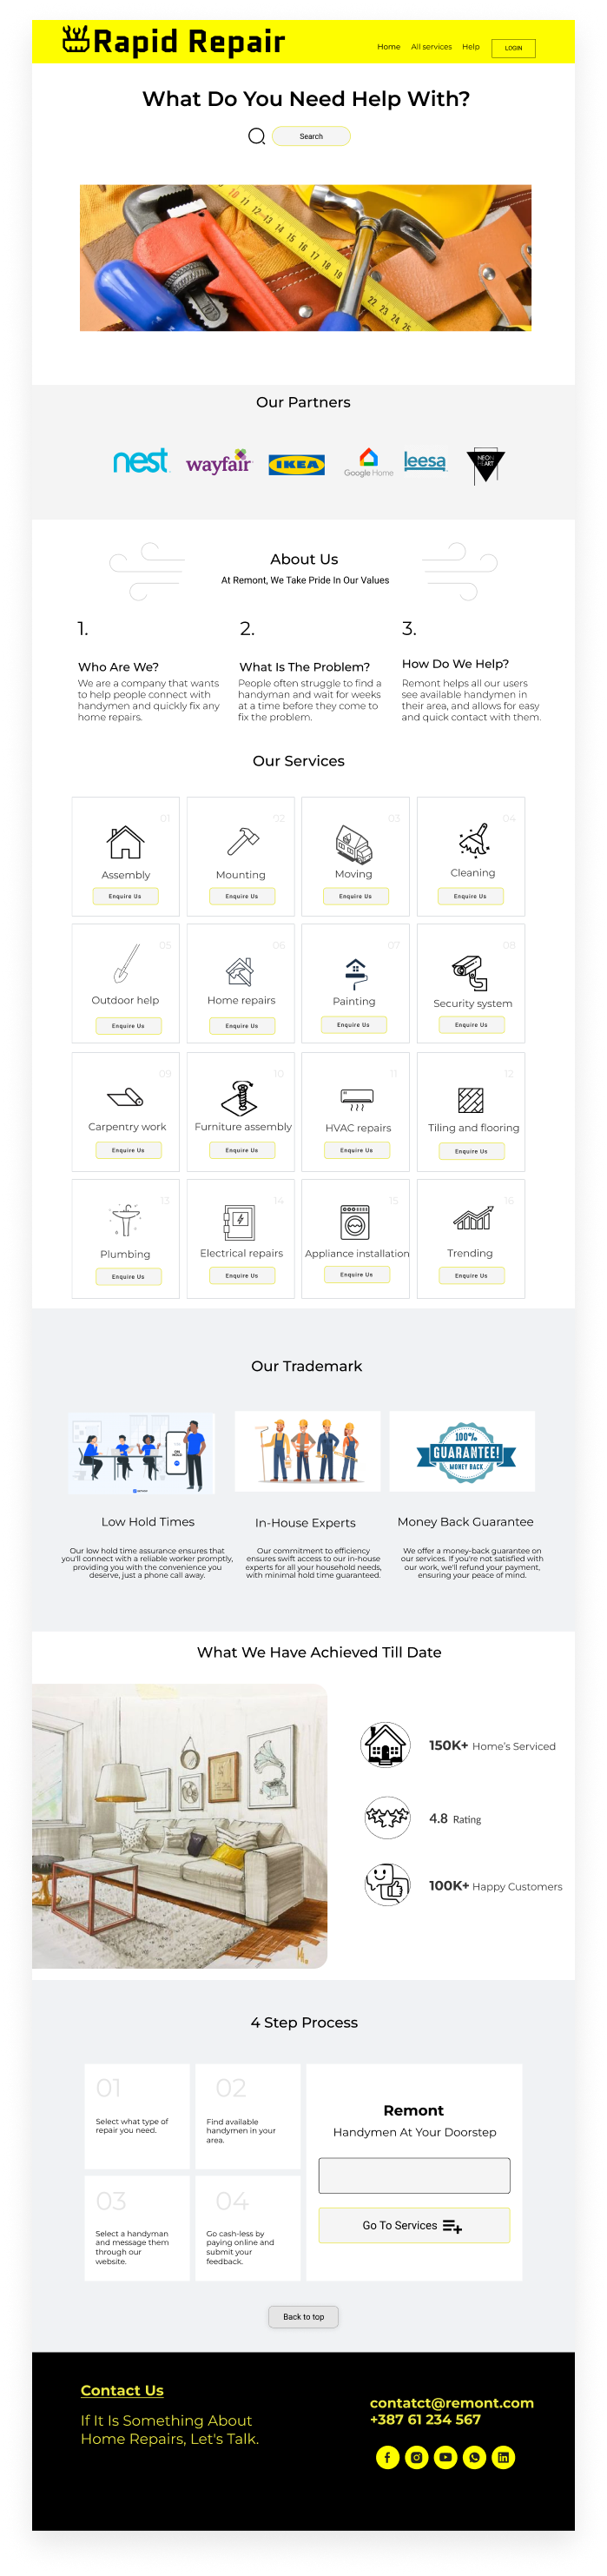 Rapid Repair
Home All services Help LOGIN
What Do You Need Help With?
Search
12 13 14 15 16 17 18 19
22 23 24 25
Our Partners
nest wayfair IKEA Google Home leesa NEON HEART
About Us
At Remont, We Take Pride In Our Values
1. 2. 3.
Who Are We?
We are a company that wants
to help people connect with
handymen and quickly fix any
home repairs.
What Is The Problem?
People often struggle to find a
handyman and wait for weeks
at a time before they come to
fix the problem.
How Do We Help?
Remont helps all our users
see available handymen in
their area, and allows for easy
and quick contact with them.
Our Services
01
Assembly
Enquire Us
02
Mounting
Enquire Us
03
Moving
Enquire Us
04
Cleaning
Enquire Us
05
Outdoor help
Enquire Us
06
Home repairs
Enquire Us
07
Painting
Enquire Us
08
Security system
Enquire Us
09
Carpentry work
Enquire Us
10
Furniture assembly
Enquire Us
11
HVAC repairs
Enquire Us
12
Tiling and flooring
Enquire Us
13
Plumbing
Enquire Us
14
Electrical repairs
Enquire Us
15
Appliance installation
Enquire Us
16
Trending
Enquire Us
Our Trademark
Low Hold Times
Our low hold time assurance ensures that
you'll connect with a reliable worker promptly,
providing you with the convenience you
deserve, just a phone call away.
In-House Experts
Our commitment to efficiency
ensures swift access to our in-house
experts for all your household needs,
with minimal hold time guaranteed.
100%
GUARANTEE!
MONEY BACK
Money Back Guarantee
We offer a money-back guarantee on
our services. If you're not satisfied with
our work, we'll refund your payment,
ensuring your peace of mind.
What We Have Achieved Till Date
150K+ Home's Serviced
4.8 Rating
100K+ Happy Customers
4 Step Process
01
Select what type of
repair you need.
02
Find available
handymen in your
area.
03
Select a handyman
and message them
through our
website.
04
Go cash-less by
paying online and
submit your
feedback.
Remont
Handymen At Your Doorstep
Go To Services
Back to top
Contact Us
If It Is Something About
Home Repairs, Let's Talk.
contatct@remont.com
+387 61 234 567